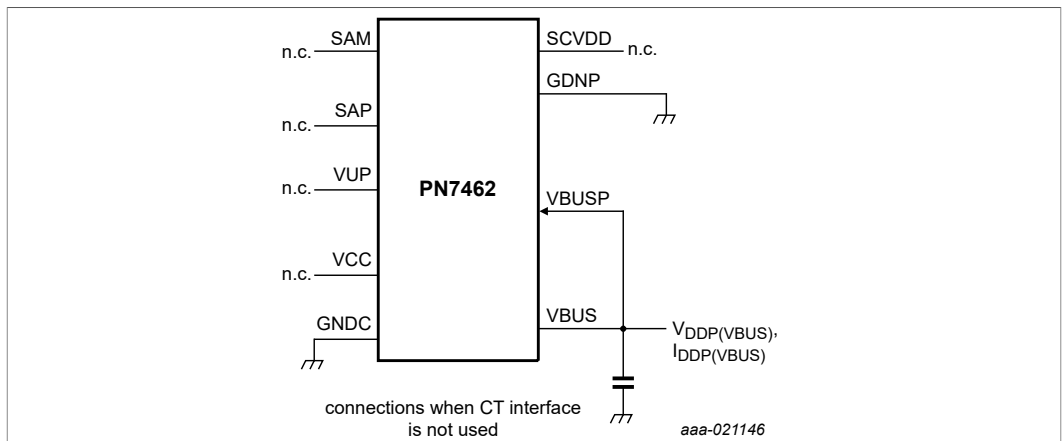 SAM
n.c.
SAP
n.c.
VUP
n.c.
VCC
n.c.
GNDC
PN7462
SCVDD
n.c.
GDNP
VBUSP
VBUS
VDDP(VBUS),
IDDP(VBUS)
connections when CT interface
is not used
aaa-021146